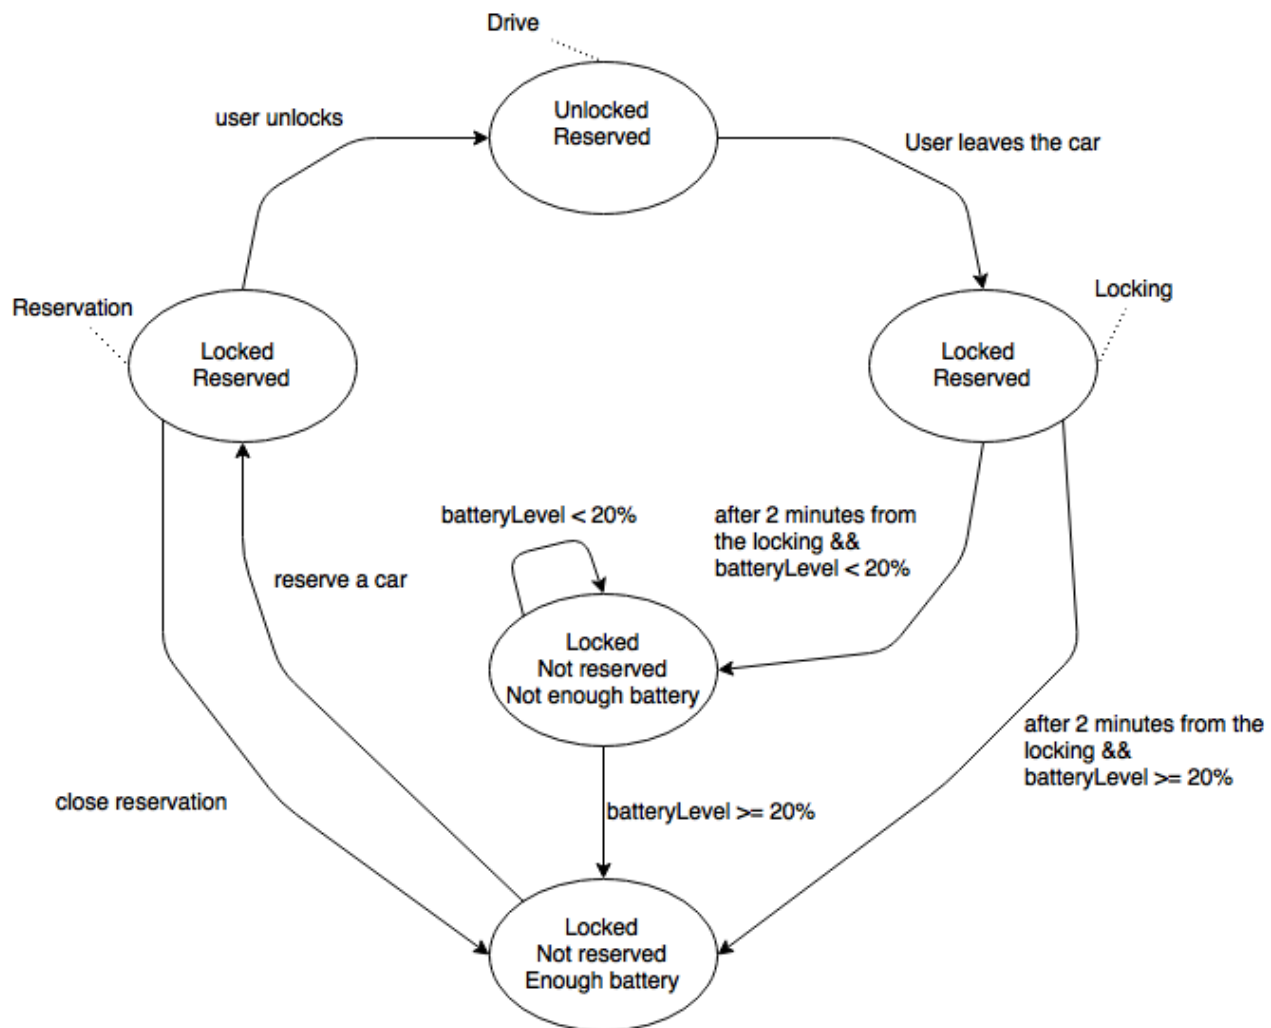 Drive
Unlocked
Reserved
user unlocks
User leaves the car
Reservation
Locked
Reserved
Locking
Locked
Reserved
batteryLevel < 20%
after 2 minutes from
the locking &&
batteryLevel < 20%
reserve a car
Locked
Not reserved
Not enough battery
after 2 minutes from the
locking &&
batteryLevel >= 20%
close reservation
batteryLevel >= 20%
Locked
Not reserved
Enough battery